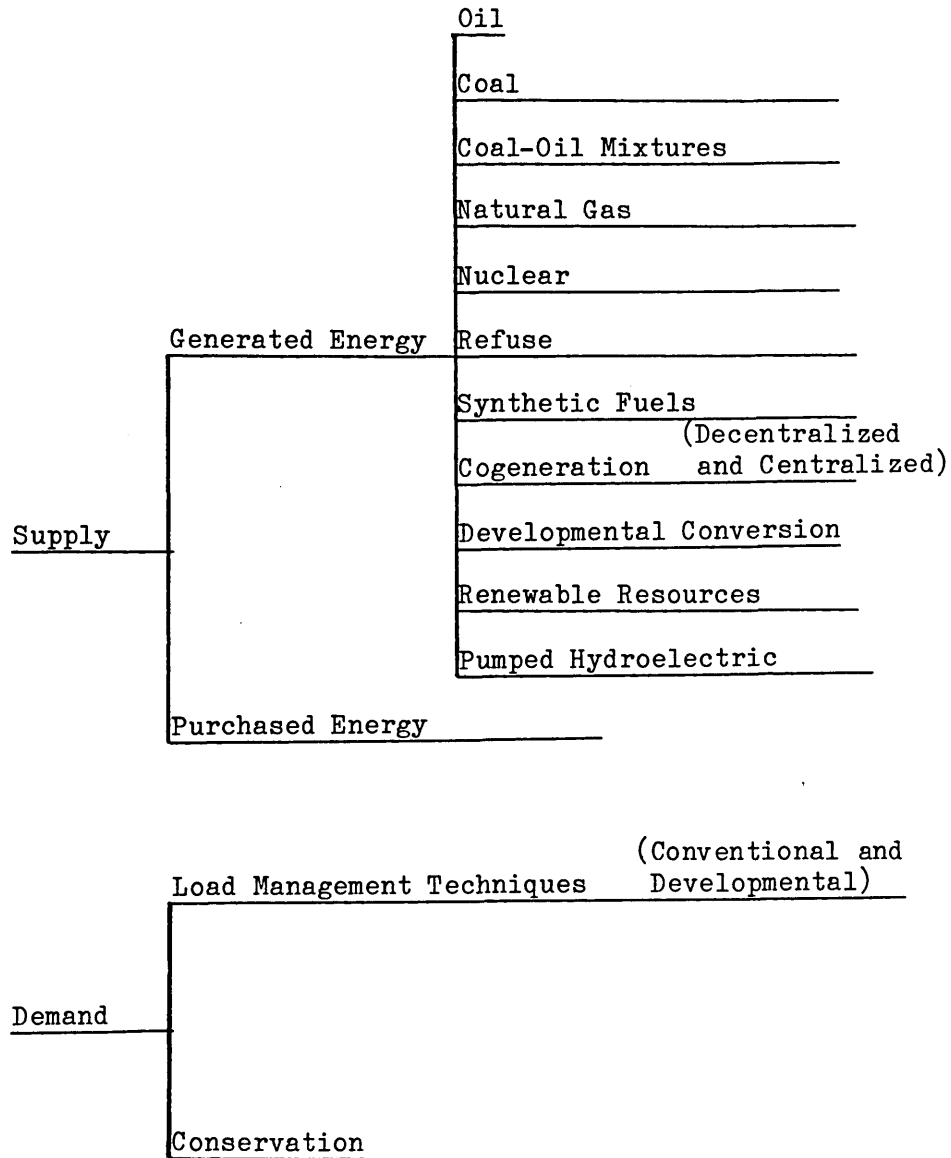 Oil
Coal
Coal-Oil Mixtures
Natural Gas
Nuclear
Generated Energy
Refuse
Synthetic Fuels
(Decentralized
and Centralized)
Cogeneration
Supply
Developmental Conversion
Renewable Resources
Pumped Hydroelectric
Purchased Energy
(Conventional and
Developmental)
Load Management Techniques
Demand
Conservation